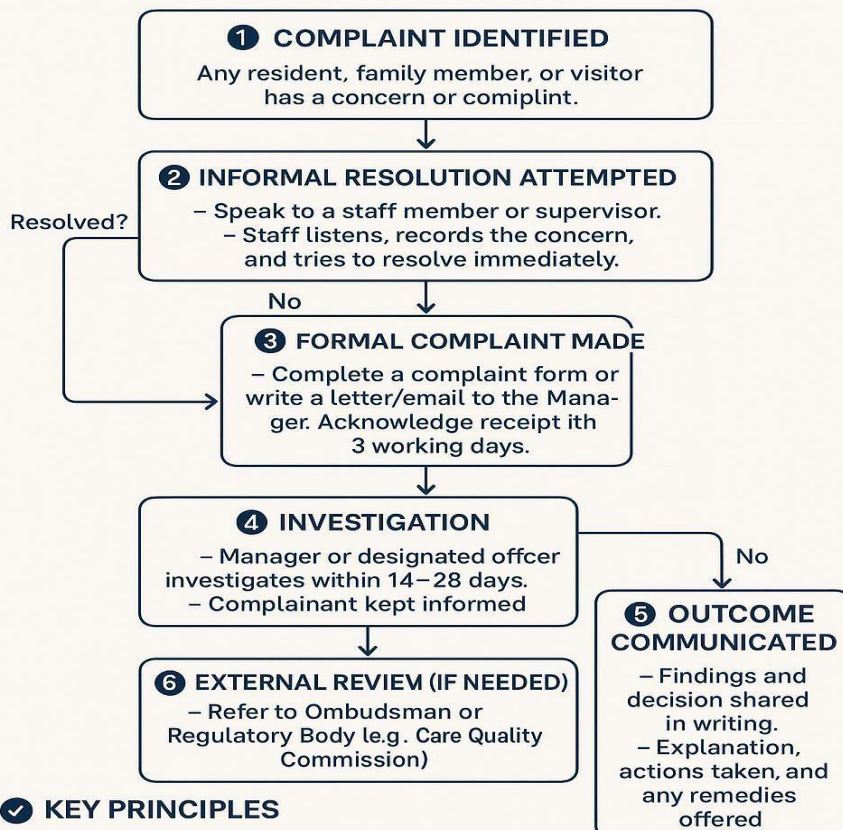 1 COMPLAINT IDENTIFIED
Any resident, family member, or visitor
has a concern or comiplint.
2 INFORMAL RESOLUTION ATTEMPTED
– Speak to a staff member or supervisor.
– Staff listens, records the concern,
and tries to resolve immediately.
Resolved?
No
3 FORMAL COMPLAINT MADE
– Complete a complaint form or
write a letter/email to the Mana-
ger. Acknowledge receipt ith
3 working days.
4 INVESTIGATION
– Manager or designated offcer
investigates within 14–28 days.
– Complainant kept informed
No
5 OUTCOME
COMMUNICATED
– Findings and
decision shared
in writing.
– Explanation,
actions taken, and
any remedies
offered
6 EXTERNAL REVIEM (IF NEEDED)
– Refer to Ombudsman or
Regulatory Body le.g. Care Quality
Commission)
KEY PRINCIPLES